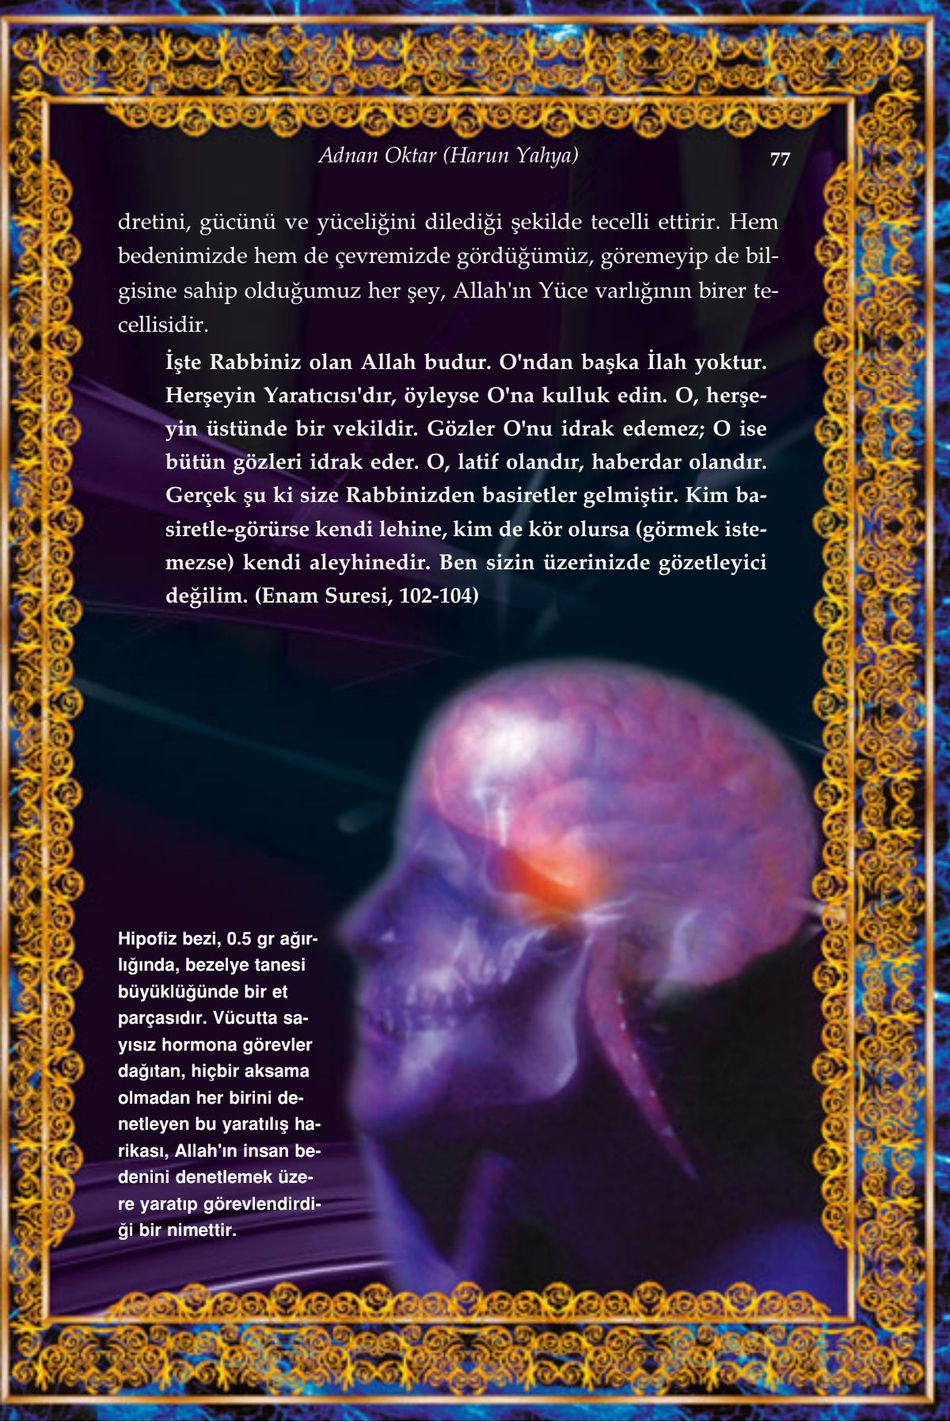 Adnan Oktar (Harun Yahya)
77
dretini, gücünü ve yüceliğini dilediği şekilde tecelli ettirir. Hem
bedenimizde hem de çevremizde gördüğümüz, göremeyip de bil-
gisine sahip olduğumuz her şey, Allah'ın Yüce varlığının birer te-
cellisidir.
İşte Rabbiniz olan Allah budur. O'ndan başka İlah yoktur.
Herşeyin Yaratıcısı'dır, öyleyse O'na kulluk edin. O, herşe-
yin üstünde bir vekildir. Gözler O'nu idrak edemez; O ise
bütün gözleri idrak eder. O, latif olandır, haberdar olandır.
Gerçek şu ki size Rabbinizden basiretler gelmiştir. Kim ba-
siretle-görürse kendi lehine, kim de kör olursa (görmek iste-
mezse) kendi aleyhinedir. Ben sizin üzerinizde gözetleyici
değilim. (Enam Suresi, 102-104)
Hipofiz bezi, 0.5 gr ağır-
lığında, bezelye tanesi
büyüklüğünde bir et
parçasıdır. Vücutta sa-
yısız hormona görevler
dağıtan, hiçbir aksama
olmadan her birini de-
netleyen bu yaratılış ha-
rikası, Allah'ın insan be-
denini denetlemek üze-
re yaratıp görevlendirdi-
ği bir nimettir.